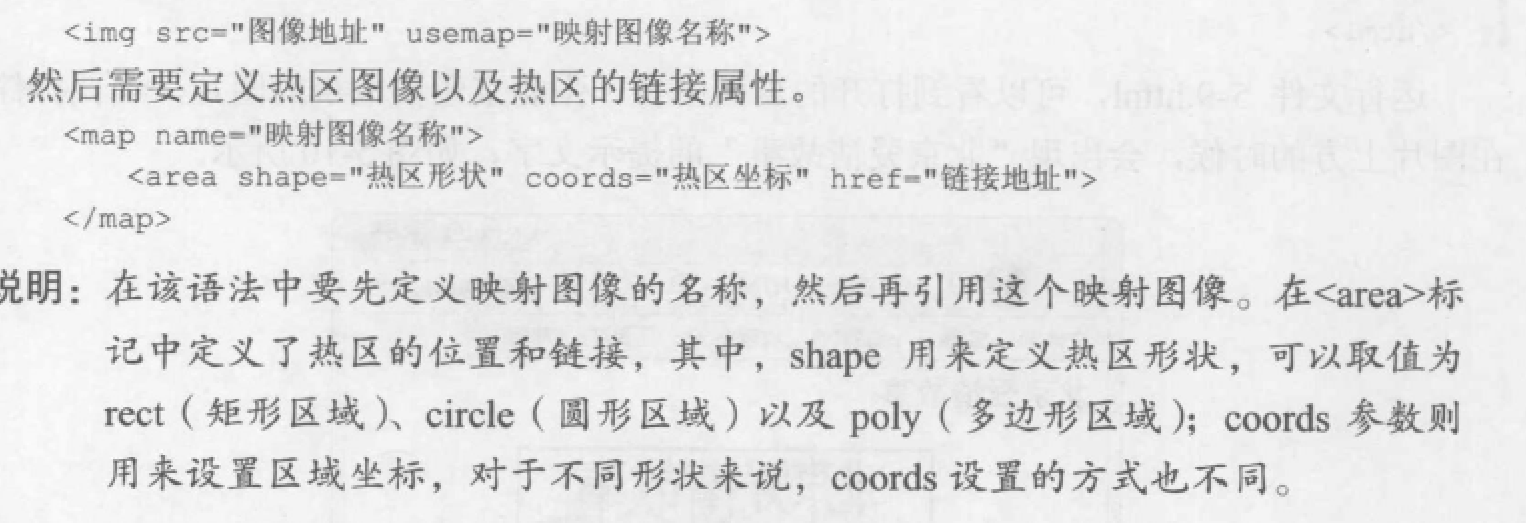 <img src="图像地址" usemap="映射图像名称">
然后需要定义热区图像以及热区的链接属性。
<map name="映射图像名称">
<area shape="热区形状" coords="热区坐标" href="链接地址">
</map>
说明：在该语法中要先定义映射图像的名称，然后再引用这个映射图像。在<area>标
记中定义了热区的位置和链接，其中，shape 用来定义热区形状，可以取值为
rect（矩形区域）、circle（圆形区域）以及 poly（多边形区域）；coords 参数则
用来设置区域坐标，对于不同形状来说，coords 设置的方式也不同。